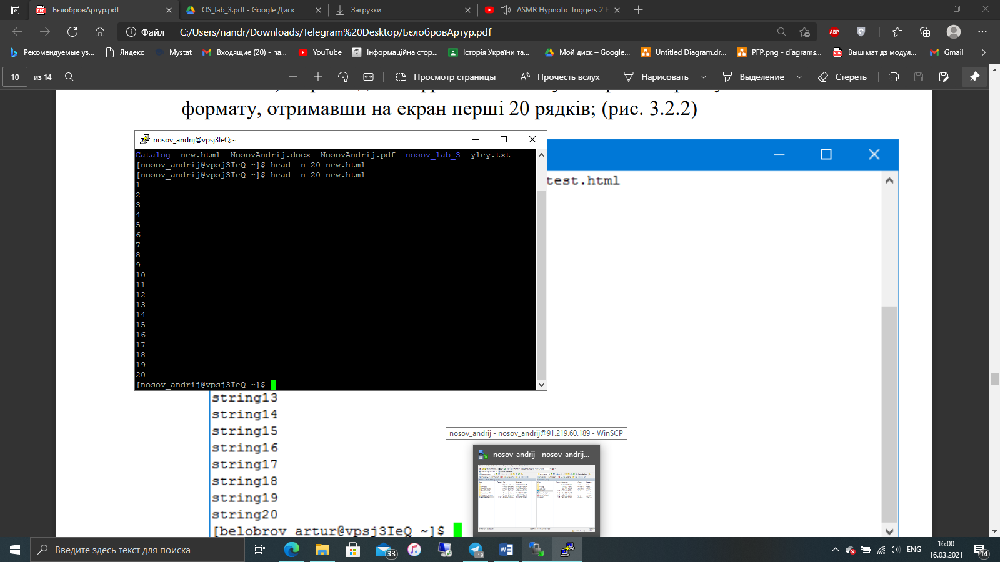 БєлобровАртур.pdf
OS_lab_3.pdf - Google Диск
Загрузки
ASMR Hypnotic Triggers 2
Файл
C:/Users/nandr/Downloads/Telegram%20Desktop/БєлобровАртур.pdf
ABP
Рекомендуемые уз...
Яндекс
Mystat
Входящие (20) - na...
YouTube
Інформаційна стор...
Історія України та...
Мой диск – Google...
Untitled Diagram.dr...
РГР.png - diagrams...
Выш мат дз модул...
Gmail
10 из 14
Просмотр страницы
Прочесть вслух
Нарисовать
Выделение
Стереть
формату, отримавши на екран перші 20 рядків; (рис. 3.2.2)
nosov_andrij@vpsj3IeQ:~
Catalog new.html NosovAndrij.docx NosovAndrij.pdf nosov_lab_3 yley.txt
[nosov_andrij@vpsj3IeQ ~]$ head -n 20 new.html
[nosov_andrij@vpsj3IeQ ~]$ head -n 20 new.html
1
2
3
4
5
6
7
8
9
10
11
12
13
14
15
16
17
18
19
20
[nosov_andrij@vpsj3IeQ ~]$
test.html
string13
string14
string15
string16
string17
string18
string19
string20
[belobrov_artur@vpsj3IeQ ~]$
nosov_andrij - nosov_andrij@91.219.60.189 - WinSCP
nosov_andrij - nosov_andrij...
Введите здесь текст для поиска
33
19
ENG
16:00
16.03.2021
14